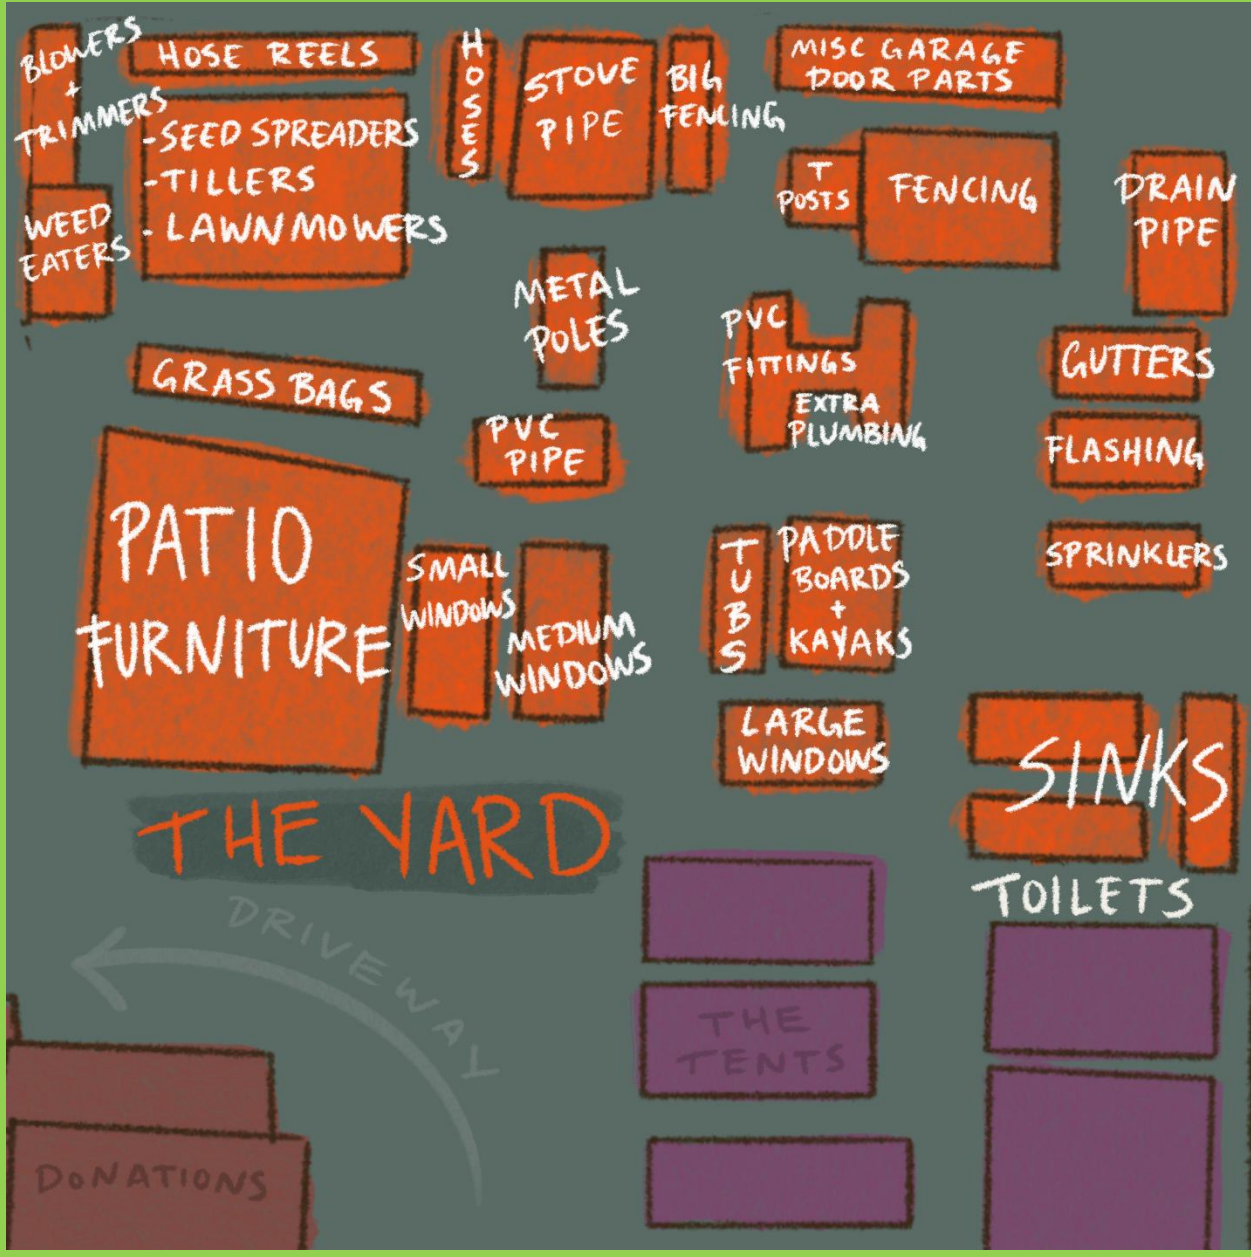 BLOWERS
+
TRIMMERS
HOSE REELS
-SEED SPREADERS
-TILLERS
- LAWNMOWERS
WEED
EATERS
HOSES
STOVE
PIPE
BIG
FENCING
MISC GARAGE
DOOR PARTS
T
POSTS
FENCING
DRAIN
PIPE
METAL
POLES
PVC
FITTINGS
EXTRA
PLUMBING
GUTTERS
GRASS BAGS
PVC
PIPE
FLASHING
PATIO
FURNITURE
SMALL
WINDOWS
MEDIUM
WINDOWS
TUBS
PADDLE
BOARDS
+
KAYAKS
SPRINKLERS
LARGE
WINDOWS
SINKS
THE YARD
TOILETS
DRIVEWAY
THE
TENTS
DONATIONS